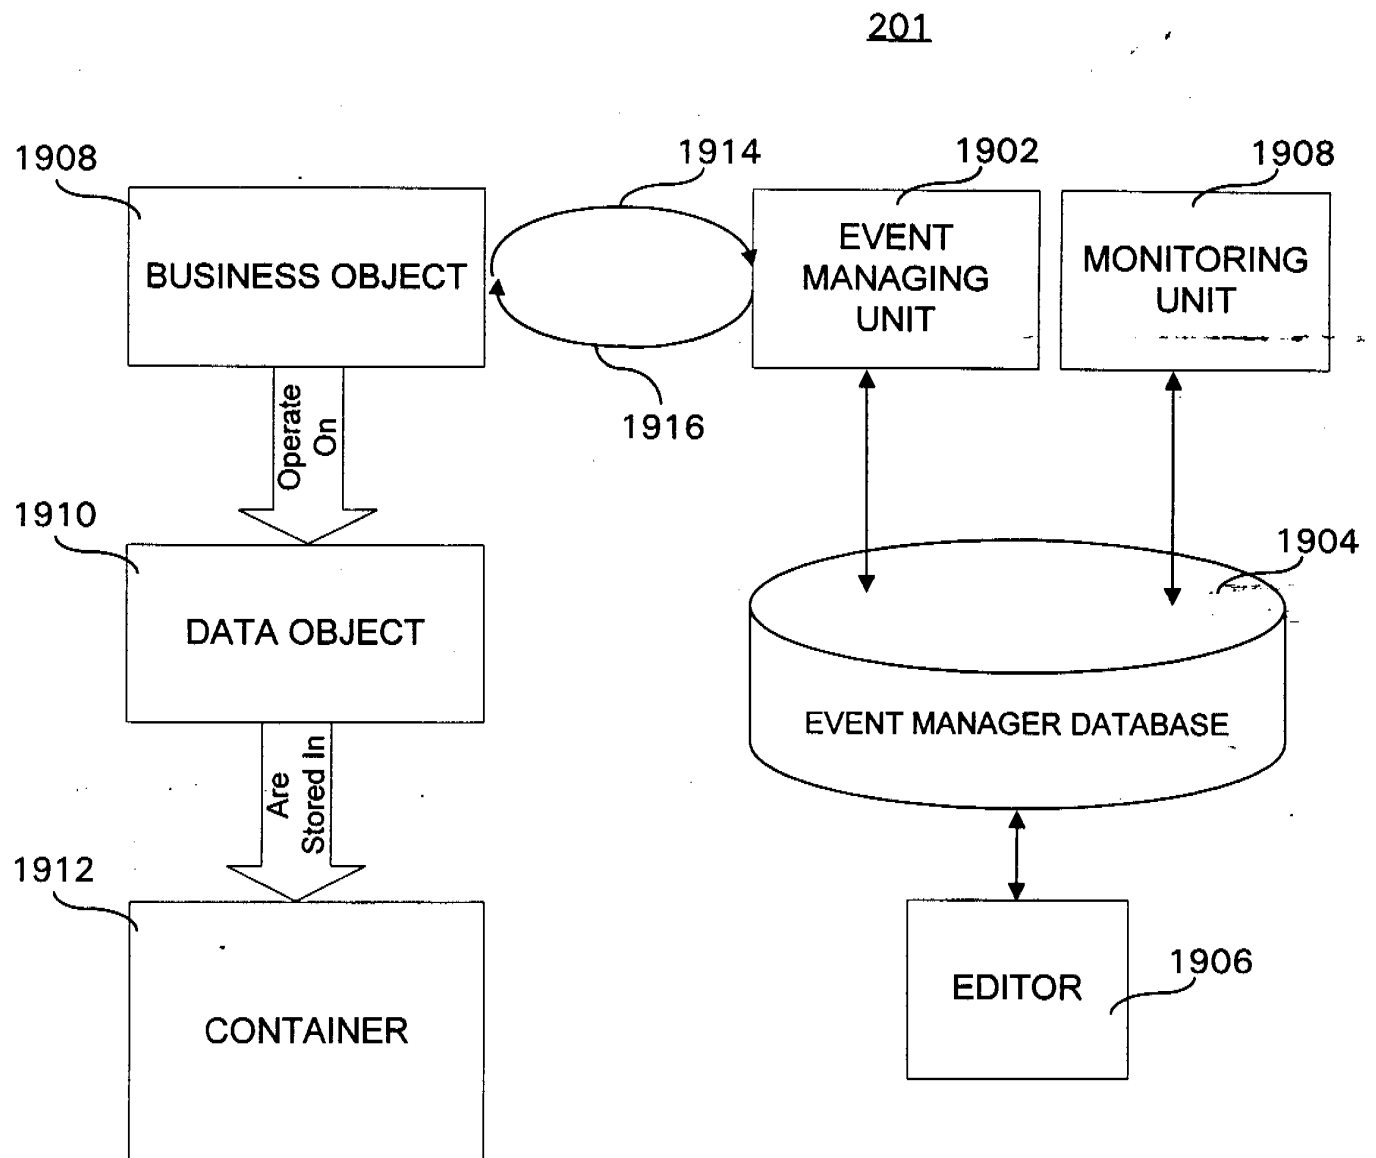 201
1908
1914
1902
1908
BUSINESS OBJECT
EVENT
MANAGING
UNIT
MONITORING
UNIT
1916
Operate
On
1910
1904
DATA OBJECT
EVENT MANAGER DATABASE
Are
Stored In
1912
1906
EDITOR
CONTAINER